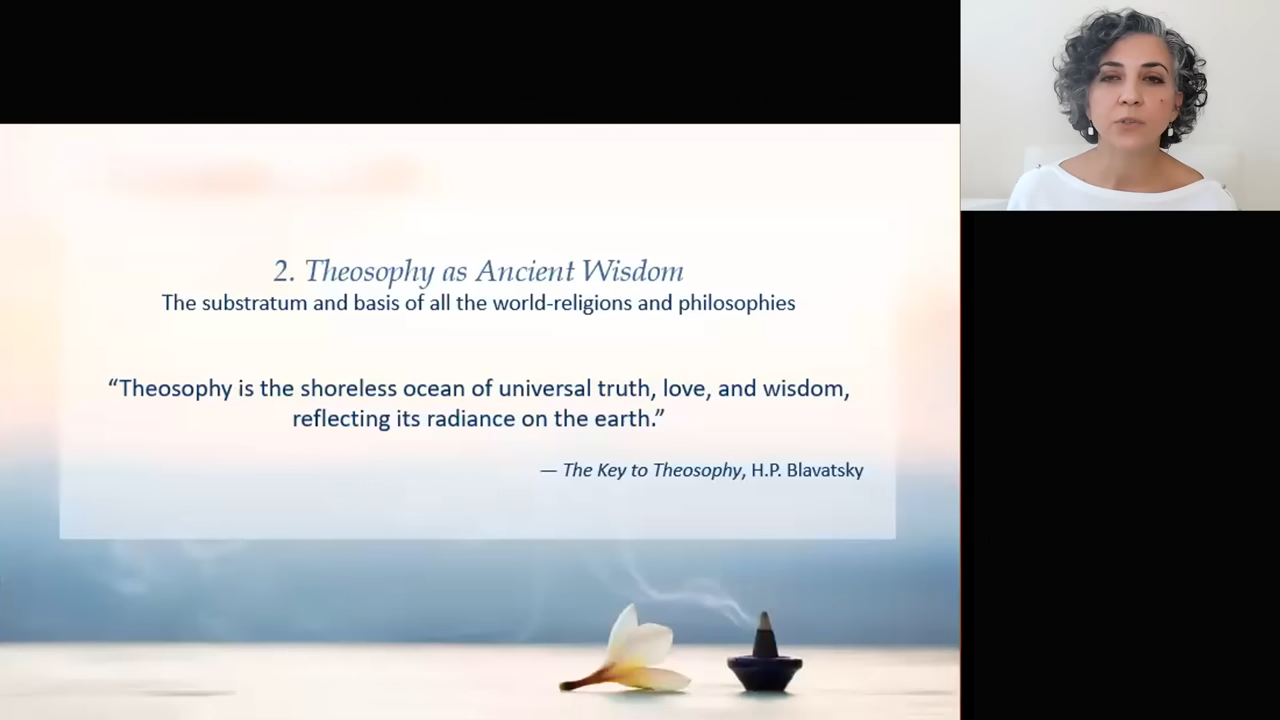 2. Theosophy as Ancient Wisdom
The substratum and basis of all the world-religions and philosophies
“Theosophy is the shoreless ocean of universal truth, love, and wisdom,
reflecting its radiance on the earth.”
— The Key to Theosophy, H.P. Blavatsky